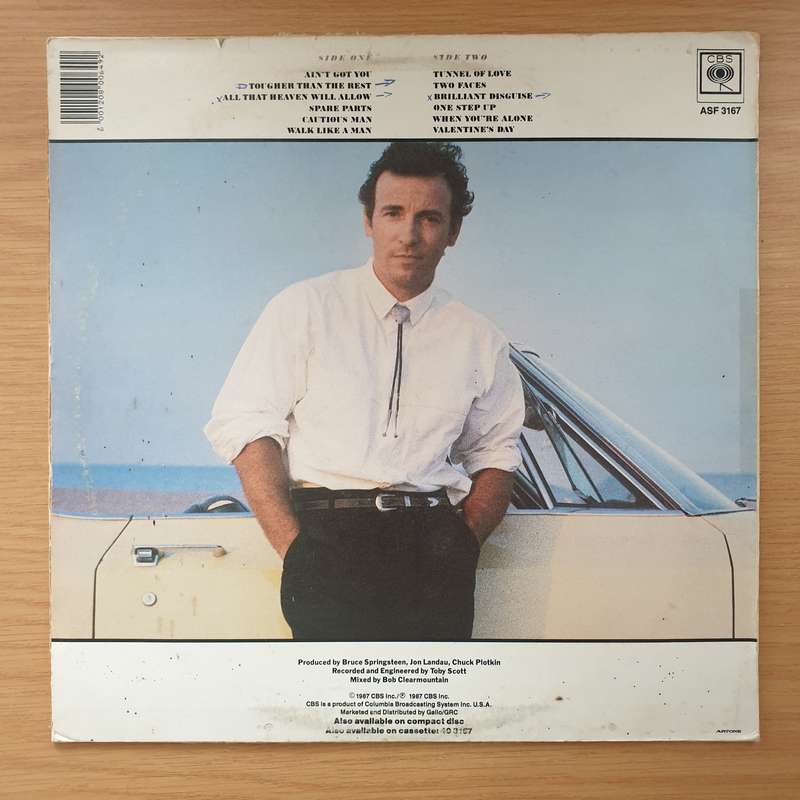 SIDE ONE
AIN'T GOT YOU
TOUGHER THAN THE REST
ALL THAT HEAVEN WILL ALLOW
SPARE PARTS
CAUTIOUS MAN
WALK LIKE A MAN
SIDE TWO
TUNNEL OF LOVE
TWO FACES
BRILLIANT DISGUISE
ONE STEP UP
WHEN YOU'RE ALONE
VALENTINE'S DAY
CBS
ASF 3167
6 001208 006492
Produced by Bruce Springsteen, Jon Landau, Chuck Plotkin
Recorded and Engineered by Toby Scott
Mixed by Bob Clearmountain
© 1987 CBS Inc./℗ 1987 CBS Inc.
CBS is a product of Columbia Broadcasting System Inc. U.S.A.
Marketed and Distributed by Gallo/GRC
Also available on compact disc
Also available on cassette: 40 3167
ARTONE